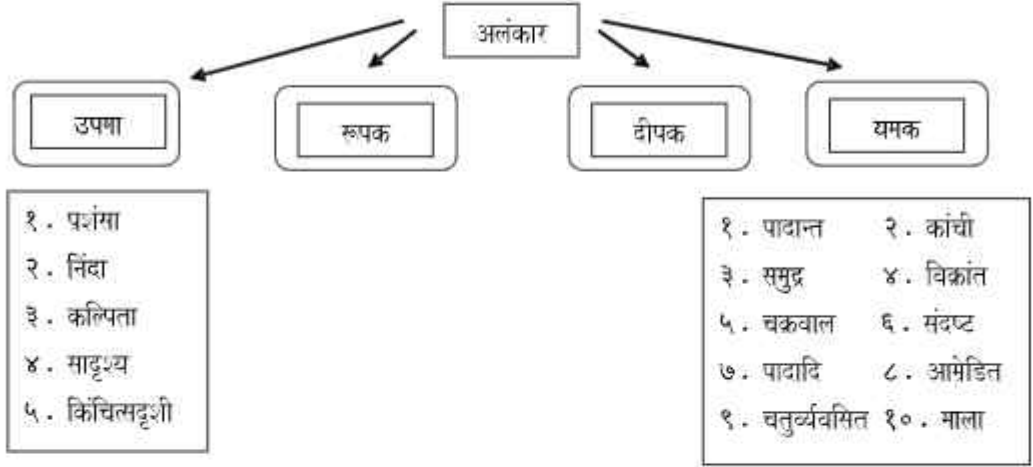 अलंकार
उपमा
रूपक
दीपक
यमक
१ . प्रशंसा
२ . निंदा
३ . कल्पिता
४ . सादृश्य
५ . किंचित्सदृशी
१ . पादान्त २ . कांची
३ . समुद्र ४ . विक्रांत
५ . चक्रवाल ६ . संदष्ट
७ . पादादि ८ . आम्रेडित
९ . चतुर्व्यवसित १० . माला